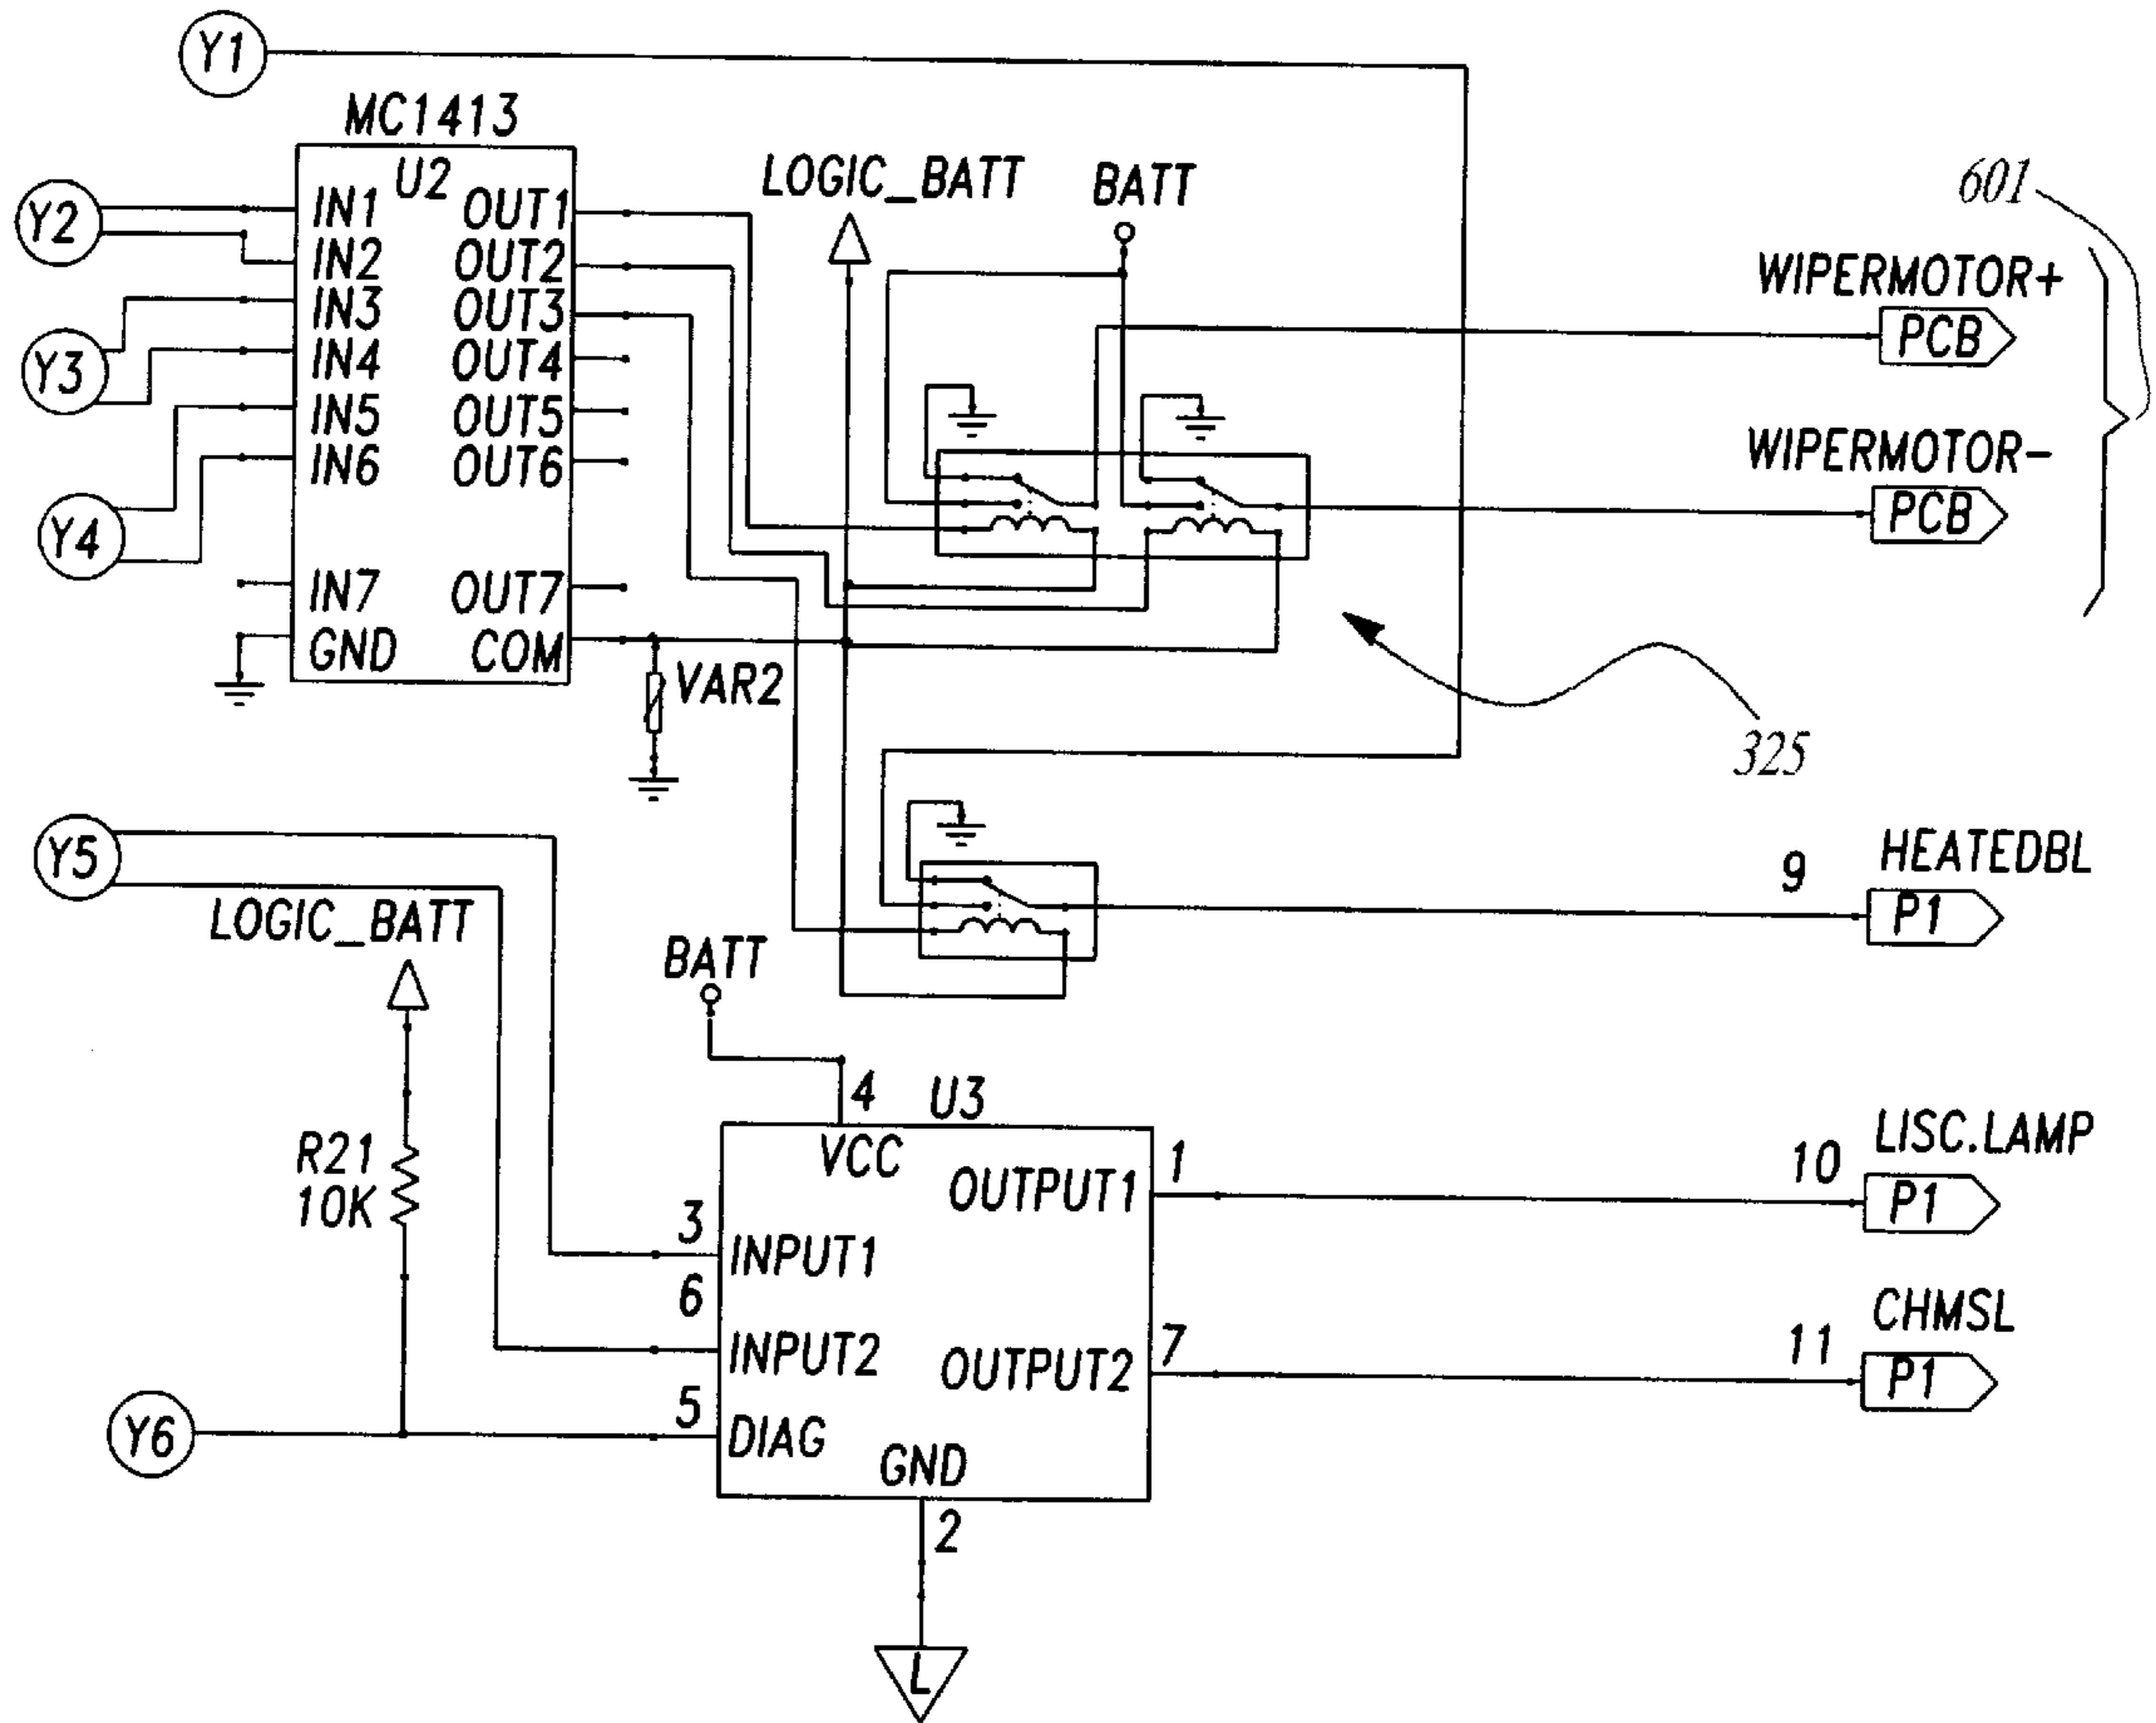 Y1
MC1413
U2
Y2
IN1
OUT1
IN2
OUT2
IN3
OUT3
Y3
IN4
OUT4
IN5
OUT5
IN6
OUT6
Y4
IN7
OUT7
GND
COM
VAR2
LOGIC_BATT
BATT
601
WIPERMOTOR+
PCB
WIPERMOTOR-
PCB
325
Y5
LOGIC_BATT
9
HEATEDBL
P1
BATT
4
U3
VCC
R21
10K
OUTPUT1
1
10
LISC.LAMP
P1
3
INPUT1
6
INPUT2
OUTPUT2
7
11
CHMSL
P1
Y6
5
DIAG
GND
2
L